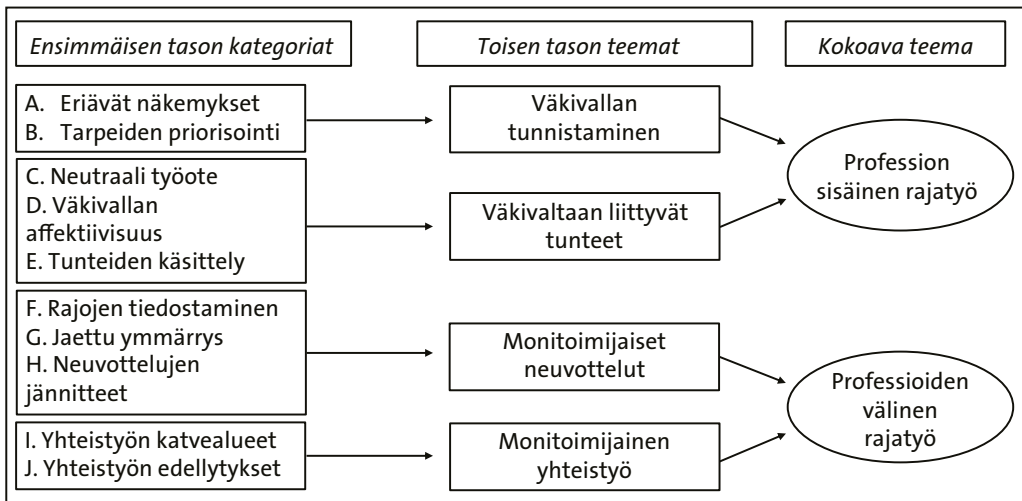 Ensimmäisen tason kategoriat
Toisen tason teemat
Kokoava teema
A. Eriävät näkemykset
B. Tarpeiden priorisointi
Väkivallan
tunnistaminen
C. Neutraali työote
D. Väkivallan
affektiivisuus
E. Tunteiden käsittely
Väkivaltaan liittyvät
tunteet
Profession
sisäinen rajatyö
F. Rajojen tiedostaminen
G. Jaettu ymmärrys
H. Neuvottelujen
jännitteet
Monitoimijaiset
neuvottelut
I. Yhteistyön katvealueet
J. Yhteistyön edellytykset
Monitoimijainen
yhteistyö
Professioiden
välinen
rajatyö